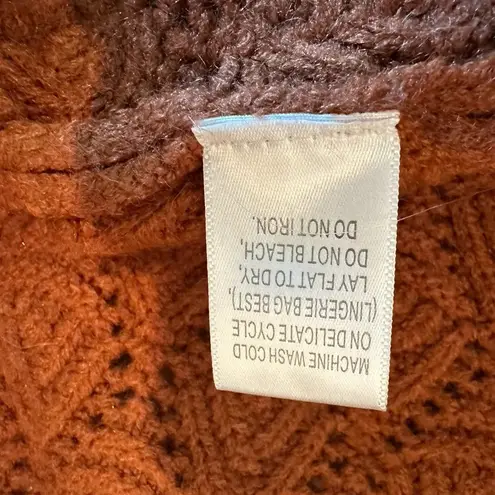 MACHINE WASH COLD
ON DELICATE CYCLE
(LINGERIE BAG BEST),
LAY FLAT TO DRY,
DO NOT BLEACH,
DO NOT IRON.